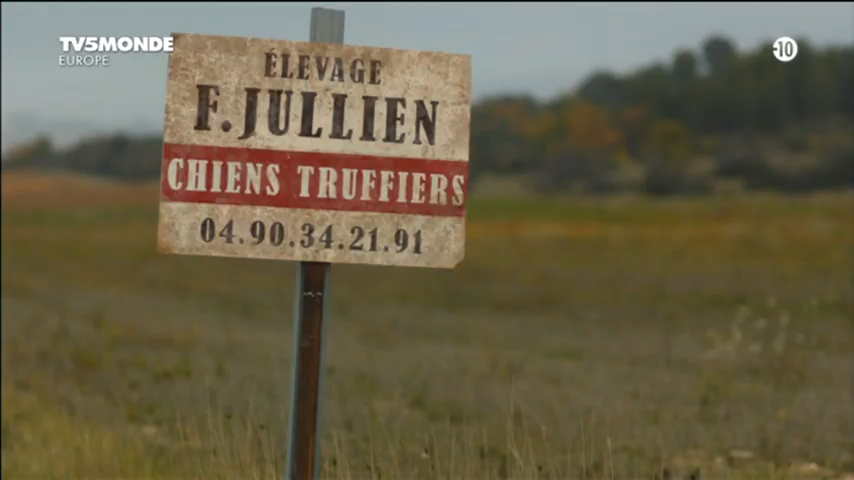 TV5MONDE
EUROPE
-10
ÉLEVAGE
F. JULLIEN
CHIENS TRUFFIERS
04.90.34.21.91